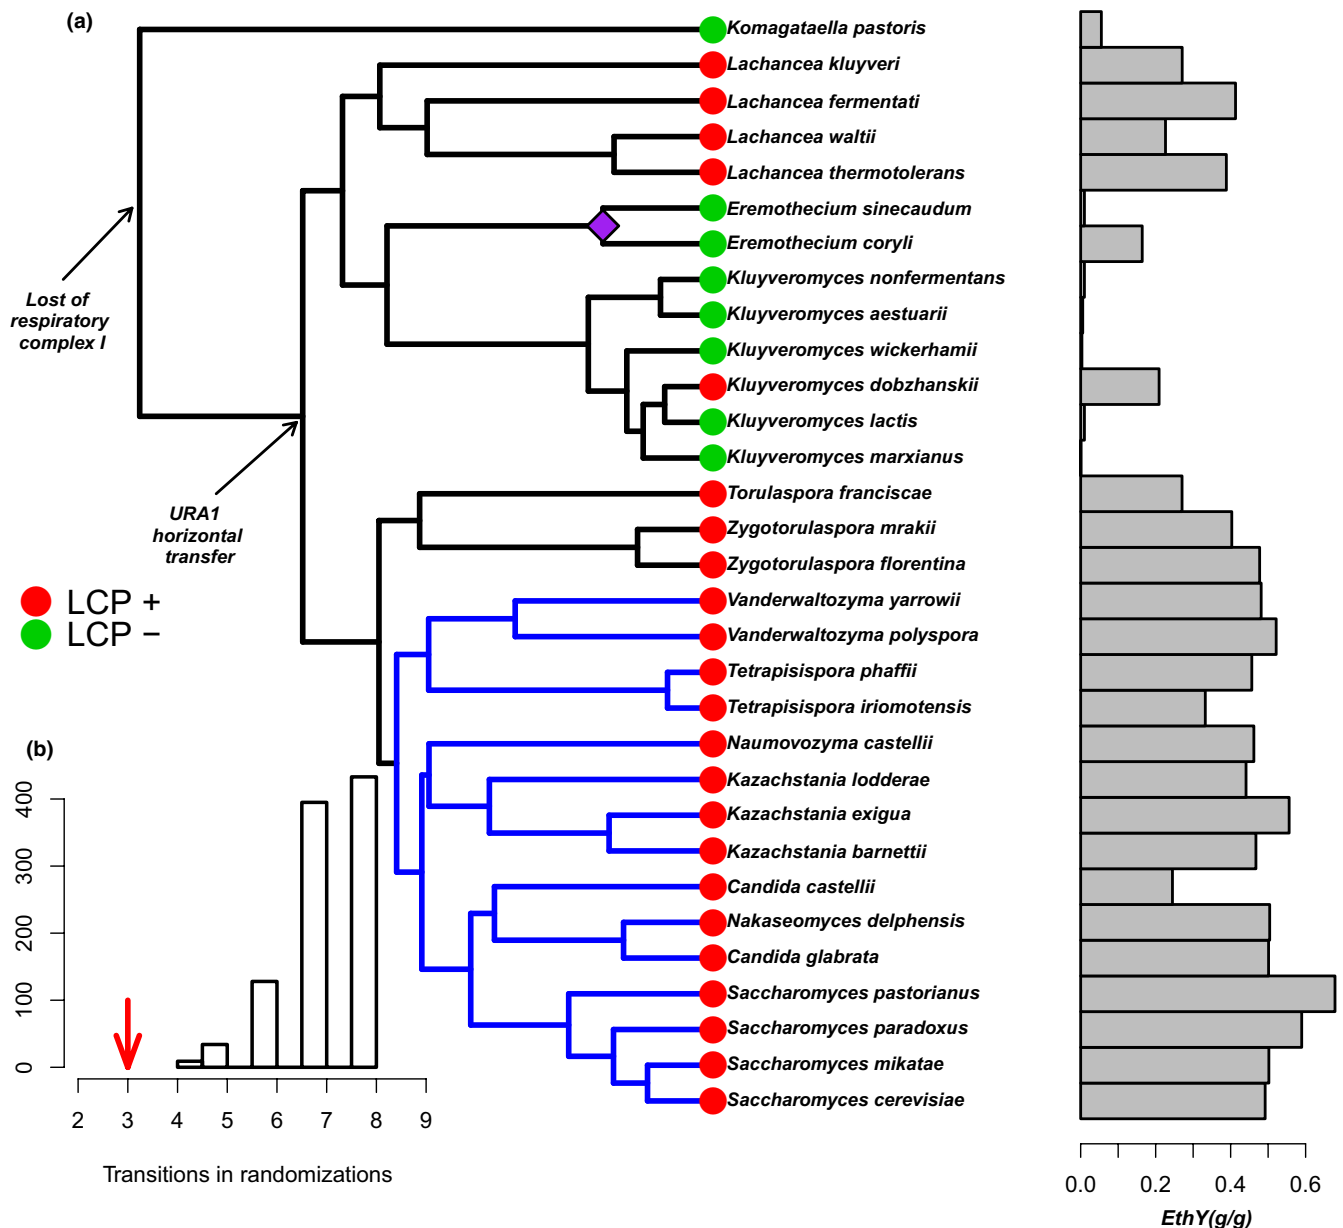 (a)
Komagataella pastoris
Lachancea kluyveri
Lachancea fermentati
Lachancea waltii
Lachancea thermotolerans
Eremothecium sinecaudum
Eremothecium coryli
Kluyveromyces nonfermentans
Kluyveromyces aestuarii
Kluyveromyces wickerhamii
Kluyveromyces dobzhanskii
Kluyveromyces lactis
Kluyveromyces marxianus
Torulaspora franciscae
Zygotorulaspora mrakii
Zygotorulaspora florentina
Vanderwaltozyma yarrowii
Vanderwaltozyma polyspora
Tetrapisispora phaffii
Tetrapisispora iriomotensis
Naumovozyma castellii
Kazachstania lodderae
Kazachstania exigua
Kazachstania barnettii
Candida castellii
Nakaseomyces delphensis
Candida glabrata
Saccharomyces pastorianus
Saccharomyces paradoxus
Saccharomyces mikatae
Saccharomyces cerevisiae
Lost of
respiratory
complex I
URA1
horizontal
transfer
LCP +
LCP −
(b)
400
300
200
100
0
2 3 4 5 6 7 8 9
Transitions in randomizations
0.0 0.2 0.4 0.6
EthY(g/g)